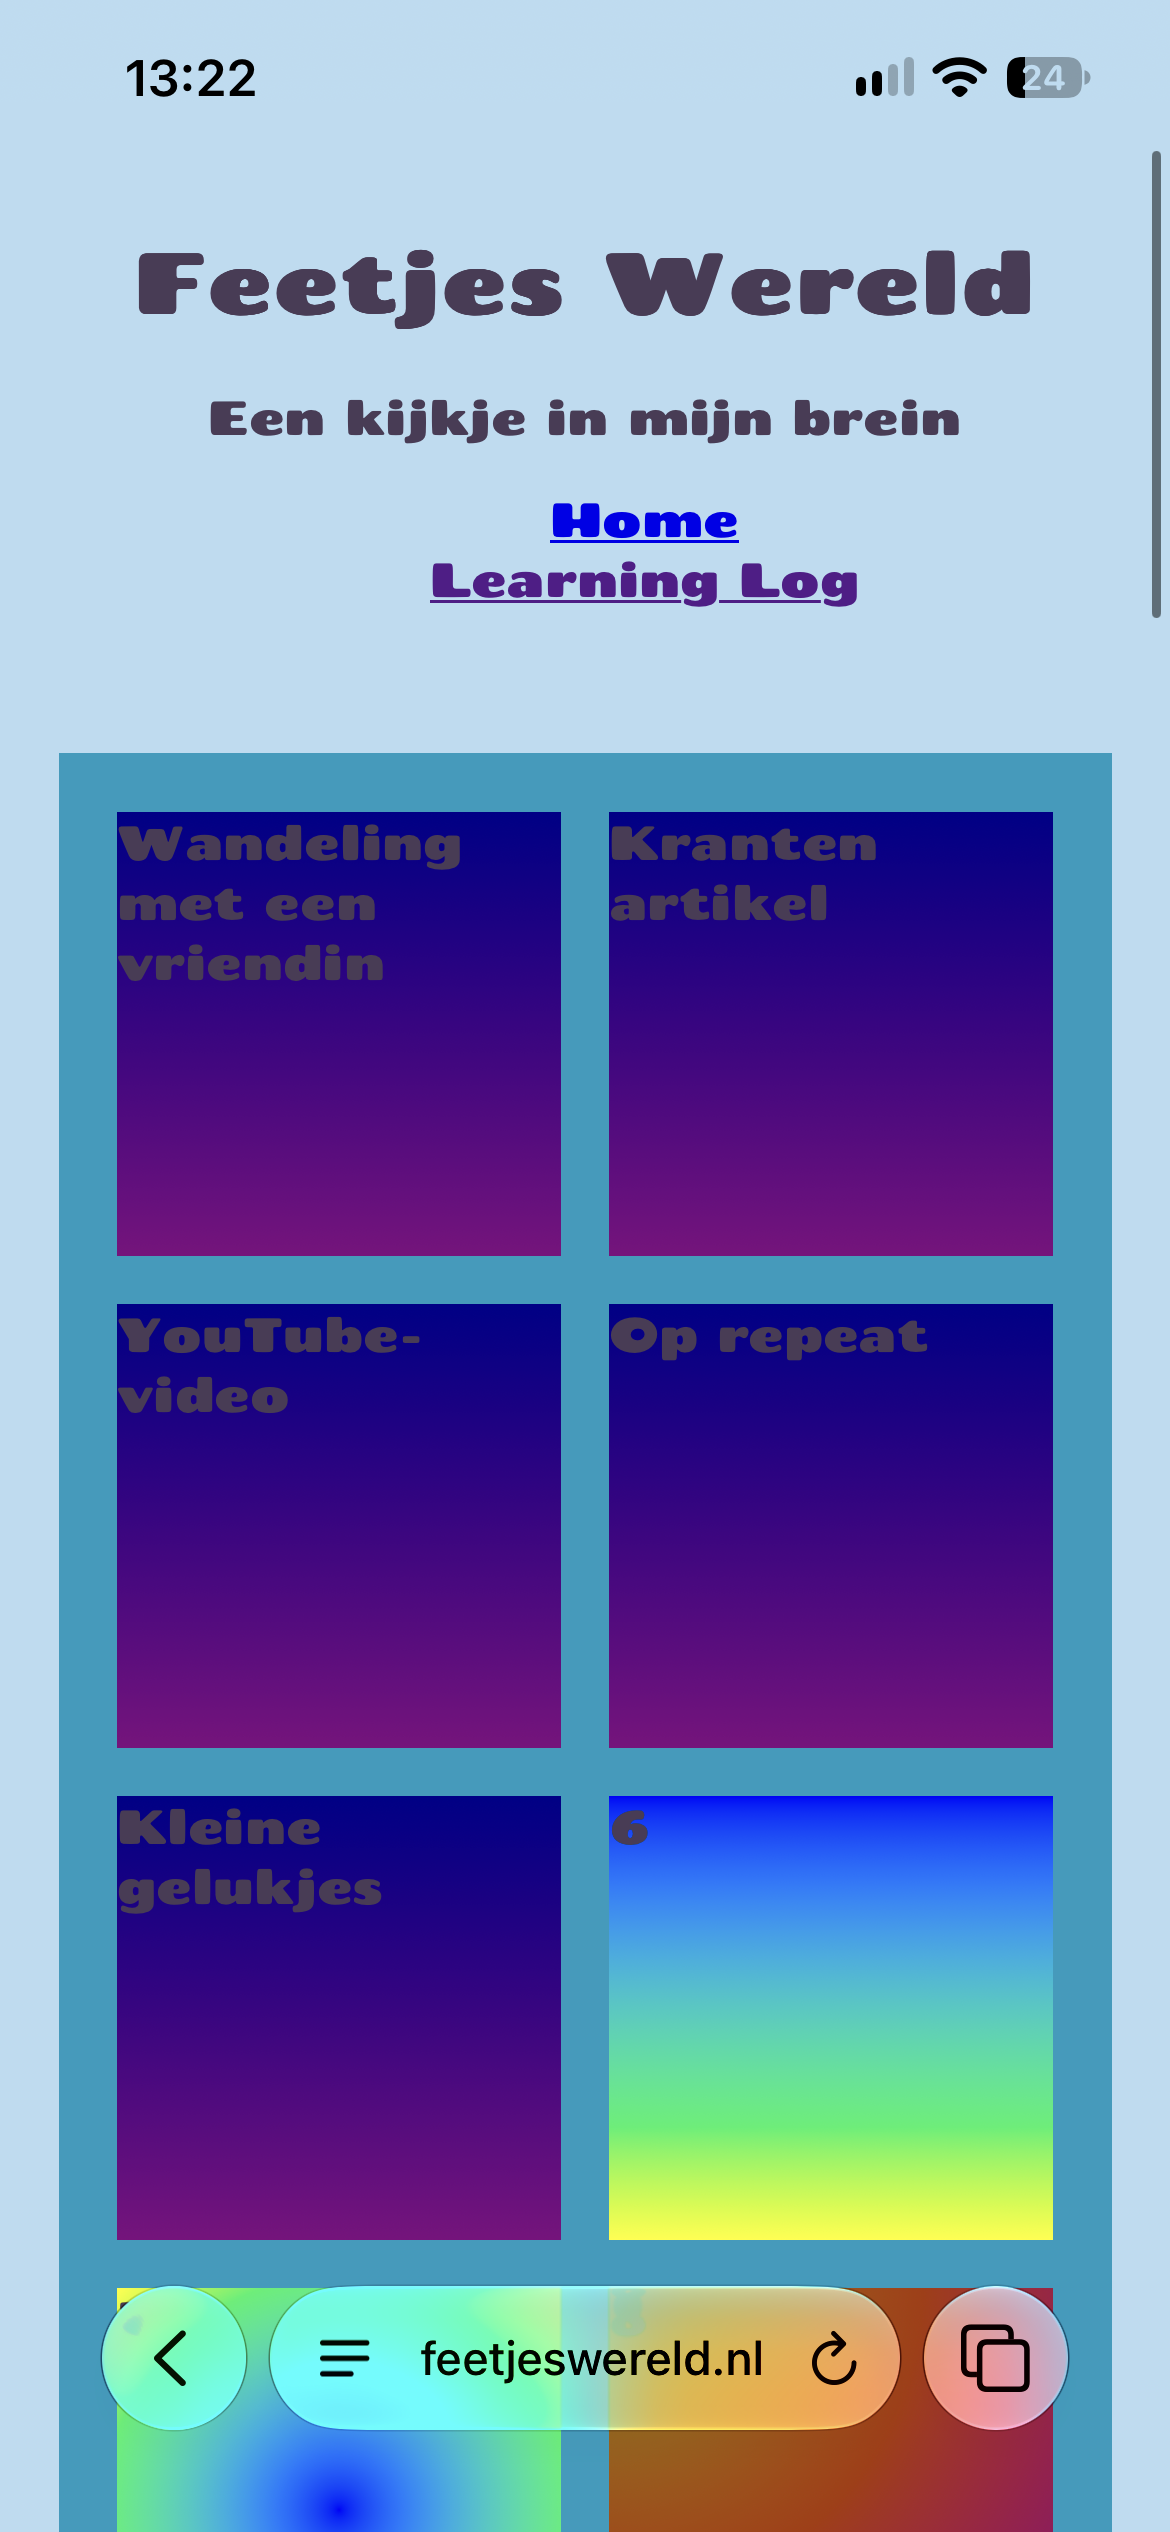 13:22
24
Feetjes Wereld
Een kijkje in mijn brein
Home
Learning Log
Wandeling
met een
vriendin
Kranten
artikel
YouTube-
video
Op repeat
Kleine
gelukjes
6
feetjeswereld.nl